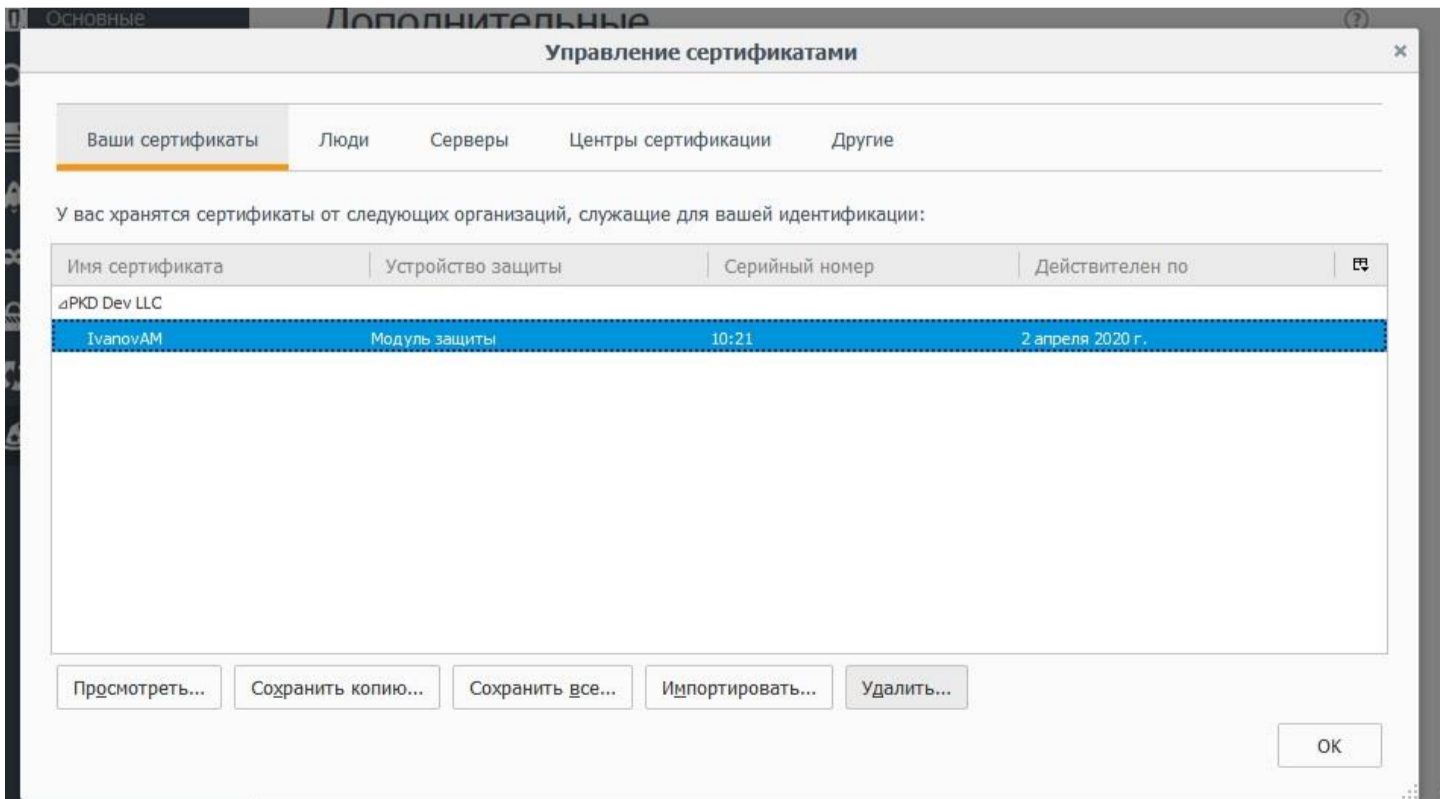 Основные
Дополнительные
?
Управление сертификатами
Ваши сертификаты Люди Серверы Центры сертификации Другие
У вас хранятся сертификаты от следующих организаций, служащие для вашей идентификации:
Имя сертификата Устройство защиты Серийный номер Действителен по
PKD Dev LLC
IvanovAM Модуль защиты 10:21 2 апреля 2020 г.
Просмотреть... Сохранить копию... Сохранить все... Импортировать... Удалить...
OK